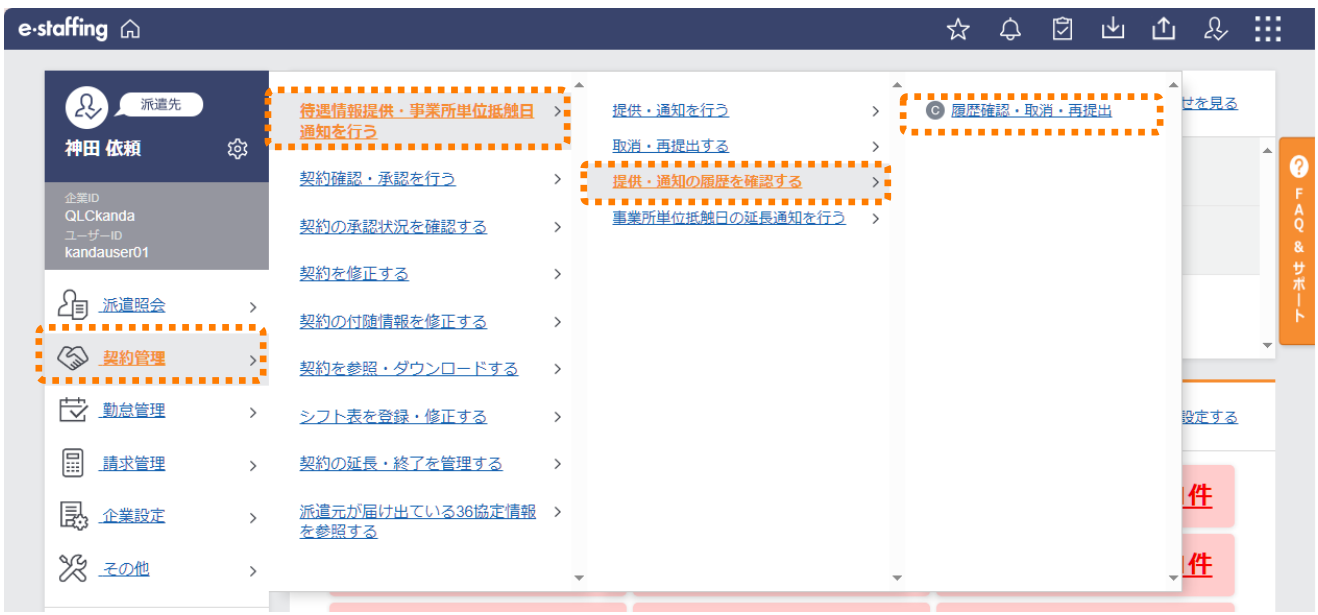 e-staffing
派遣先
神田 依頼
企業ID
QLCkanda
ユーザーID
kandauser01
派遣照会
契約管理
勤怠管理
請求管理
企業設定
その他
待遇情報提供・事業所単位抵触日
通知を行う
契約確認・承認を行う
契約の承認状況を確認する
契約を修正する
契約の付随情報を修正する
契約を参照・ダウンロードする
シフト表を登録・修正する
契約の延長・終了を管理する
派遣元が届け出ている36協定情報
を参照する
提供・通知を行う
取消・再提出する
提供・通知の履歴を確認する
事業所単位抵触日の延長通知を行う
C 履歴確認・取消・再提出
せを見る
設定する
件
件
? FAQ & サポート